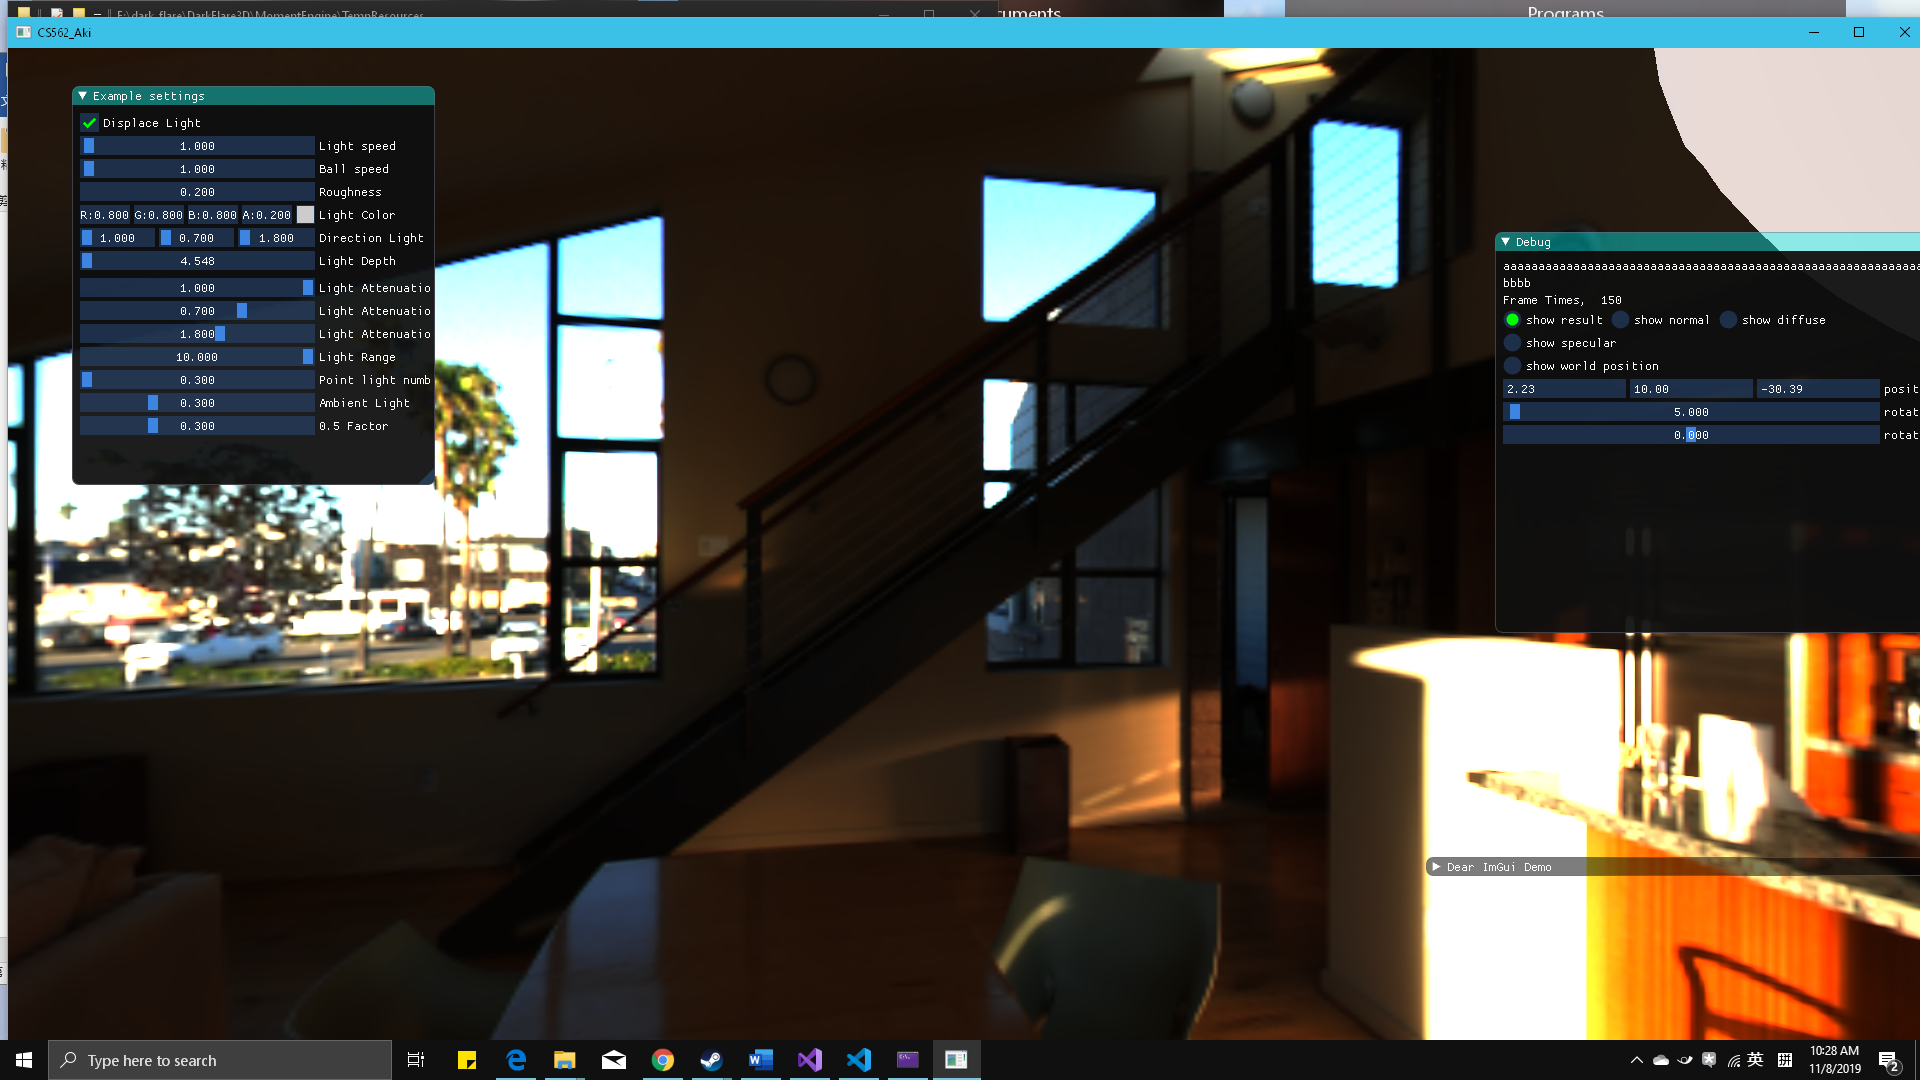 E:\dark_flare\DarkFlare3D\MomentEngine\TempResources
cuments
Programs
CS562_Aki
Example settings
Displace Light
1.000 Light speed
1.000 Ball speed
0.200 Roughness
R:0.800 G:0.800 B:0.800 A:0.200 Light Color
1.000 0.700 1.800 Direction Light
4.548 Light Depth
1.000 Light Attenuatio
0.700 Light Attenuatio
1.800 Light Attenuatio
10.000 Light Range
0.300 Point light numb
0.300 Ambient Light
0.300 0.5 Factor
Debug
bbbb
Frame Times, 150
show result show normal show diffuse
show specular
show world position
2.23 10.00 -30.39 posit
5.000 rotat
0.000 rotat
Dear ImGui Demo
Type here to search
英 拼 10:28 AM
11/8/2019 2